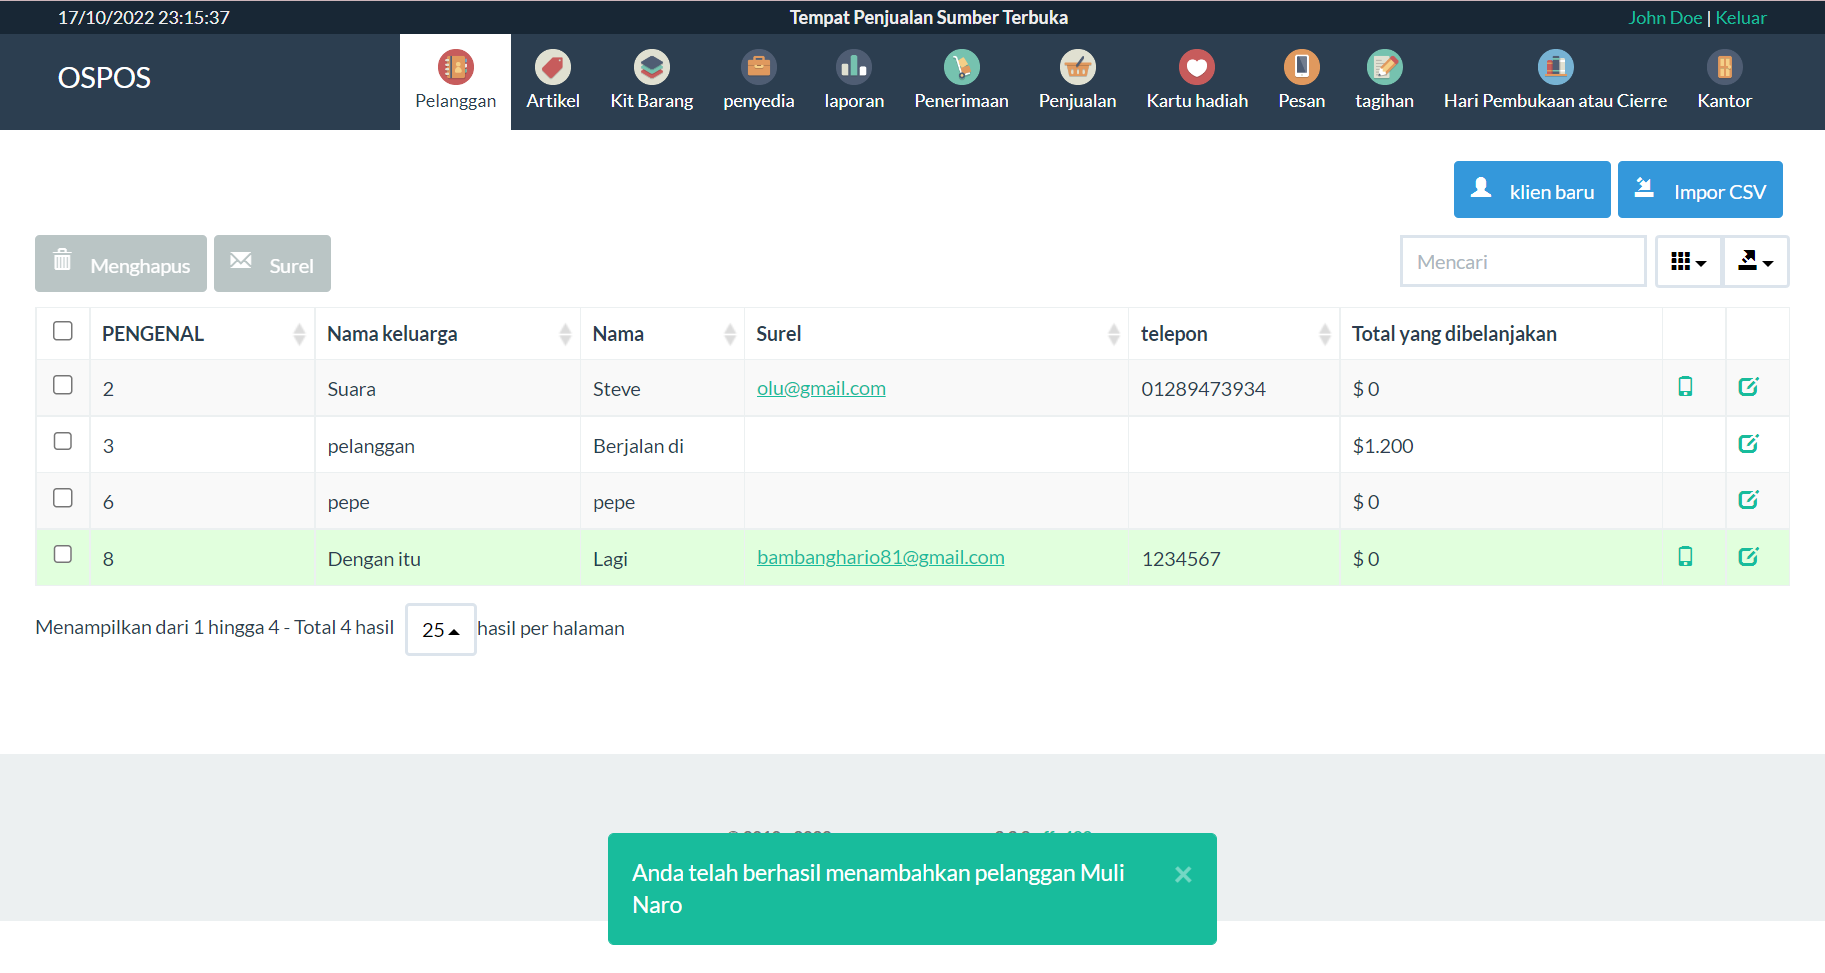 17/10/2022 23:15:37
Tempat Penjualan Sumber Terbuka
John Doe | Keluar
OSPOS
Pelanggan
Artikel
Kit Barang
penyedia
laporan
Penerimaan
Penjualan
Kartu hadiah
Pesan
tagihan
Hari Pembukaan atau Cierre
Kantor
klien baru
Impor CSV
Menghapus
Surel
Mencari
PENGENAL Nama keluarga Nama Surel telepon Total yang dibelanjakan
2 Suara Steve olu@gmail.com 01289473934 $ 0
3 pelanggan Berjalan di $1.200
6 pepe pepe $ 0
8 Dengan itu Lagi bambanghario81@gmail.com 1234567 $ 0
Menampilkan dari 1 hingga 4 - Total 4 hasil 25 hasil per halaman
Anda telah berhasil menambahkan pelanggan Muli
Naro